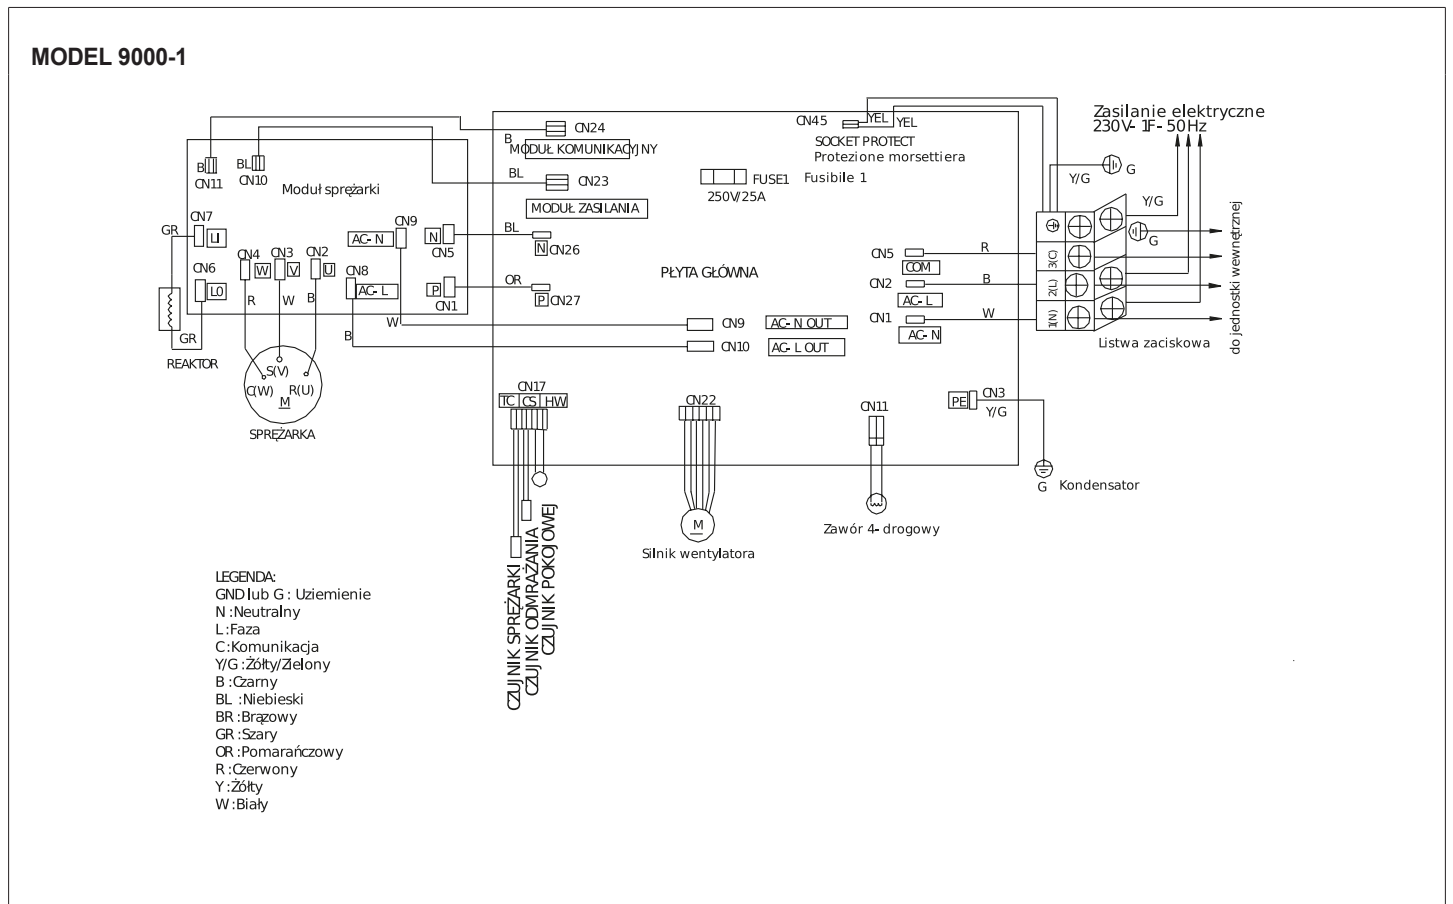 MODEL 9000-1
Zasilanie elektryczne
230V- 1F- 50Hz
CN45
YEL
YEL
SOCKET PROTECT
Protezione morsettiera
CN24
B
MODUŁ KOMUNIKACYJNY
BL
CN23
MODUŁ ZASILANIA
FUSE1
Fusibile 1
250V/25A
G
Y/G
Y/G
G
B
CN11
BL
CN10
Moduł sprężarki
CN7
GR
LI
CN6
L0
GR
REAKTOR
CN4
W
CN3
V
CN2
U
R
W
B
CN9
AC- N
CN8
AC- L
N
CN5
P
CN1
BL
N
CN26
OR
P
CN27
W
B
PŁYTA GŁÓWNA
CN5
COM
R
CN2
AC- L
B
CN1
AC- N
W
3(C)
2(L)
1(N)
Listwa zaciskowa
do jednostki wewnętrznej
CN9
AC- N OUT
CN10
AC- L OUT
S(V)
C(W)
R(U)
M
SPRĘŻARKA
CN17
TC
CS
HW
CN22
CN11
PE
CN3
Y/G
G
Kondensator
M
Silnik wentylatora
Zawór 4- drogowy
CZUJNIK SPRĘŻARKI
CZUJNIK ODMRAŻANIA
CZUJNIK POKOJOWEJ
LEGENDA:
GND lub G : Uziemienie
N :Neutralny
L :Faza
C :Komunikacja
Y/G :Żółty/Zielony
B :Czarny
BL :Niebieski
BR :Brązowy
GR :Szary
OR :Pomarańczowy
R :Czerwony
Y :Żółty
W :Biały